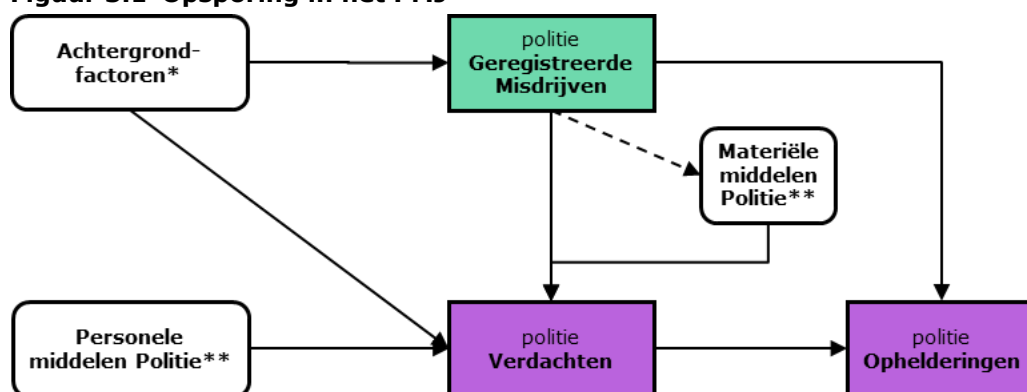 Achtergrond-
factoren*
politie
Geregistreerde
Misdrijven
Materiële
middelen
Politie**
Personele
middelen Politie**
politie
Verdachten
politie
Ophelderingen